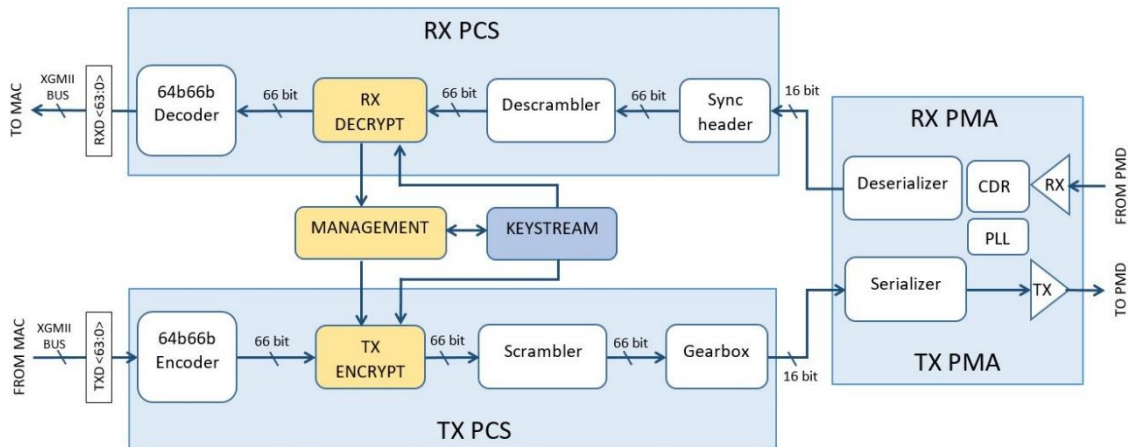 RX PCS
TO MAC
XGMII
BUS
RXD <63:0>
64b66b
Decoder
66 bit
RX
DECRYPT
66 bit
Descrambler
66 bit
Sync
header
16 bit
RX PMA
Deserializer
CDR
RX
FROM PMD
PLL
MANAGEMENT
KEYSTREAM
Serializer
TX
TO PMD
TX PMA
FROM MAC
XGMII
BUS
TXD <63:0>
64b66b
Encoder
66 bit
TX
ENCRYPT
66 bit
Scrambler
66 bit
Gearbox
16 bit
TX PCS